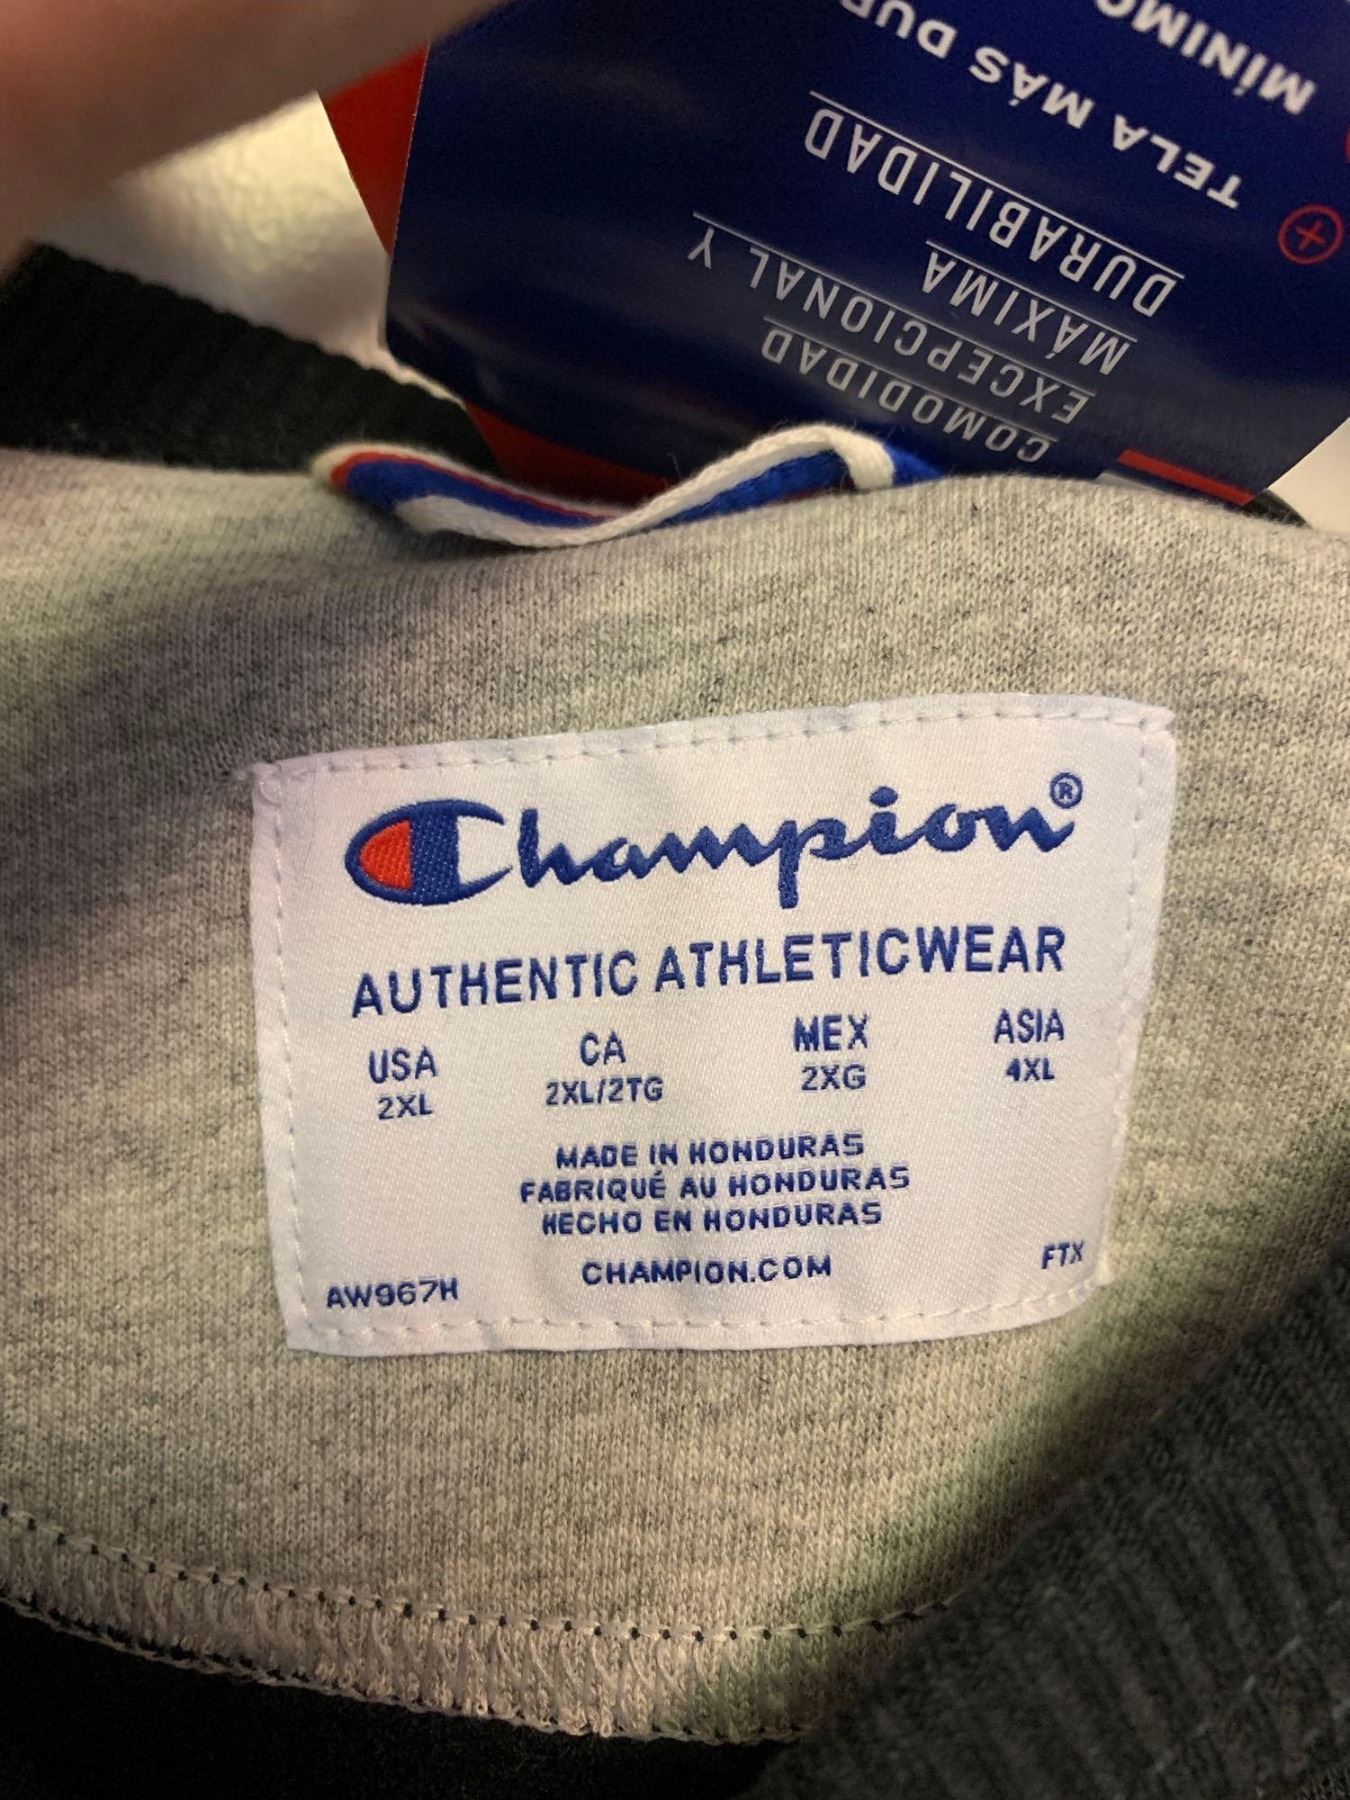 COMODIDAD
EXCEPCIONAL Y
MÁXIMA
DURABILIDAD
TELA MÁS
Champion®
AUTHENTIC ATHLETICWEAR
USA CA MEX ASIA
2XL 2XL/2TG 2XG 4XL
MADE IN HONDURAS
FABRIQUÉ AU HONDURAS
HECHO EN HONDURAS
CHAMPION.COM
AW967H FTX